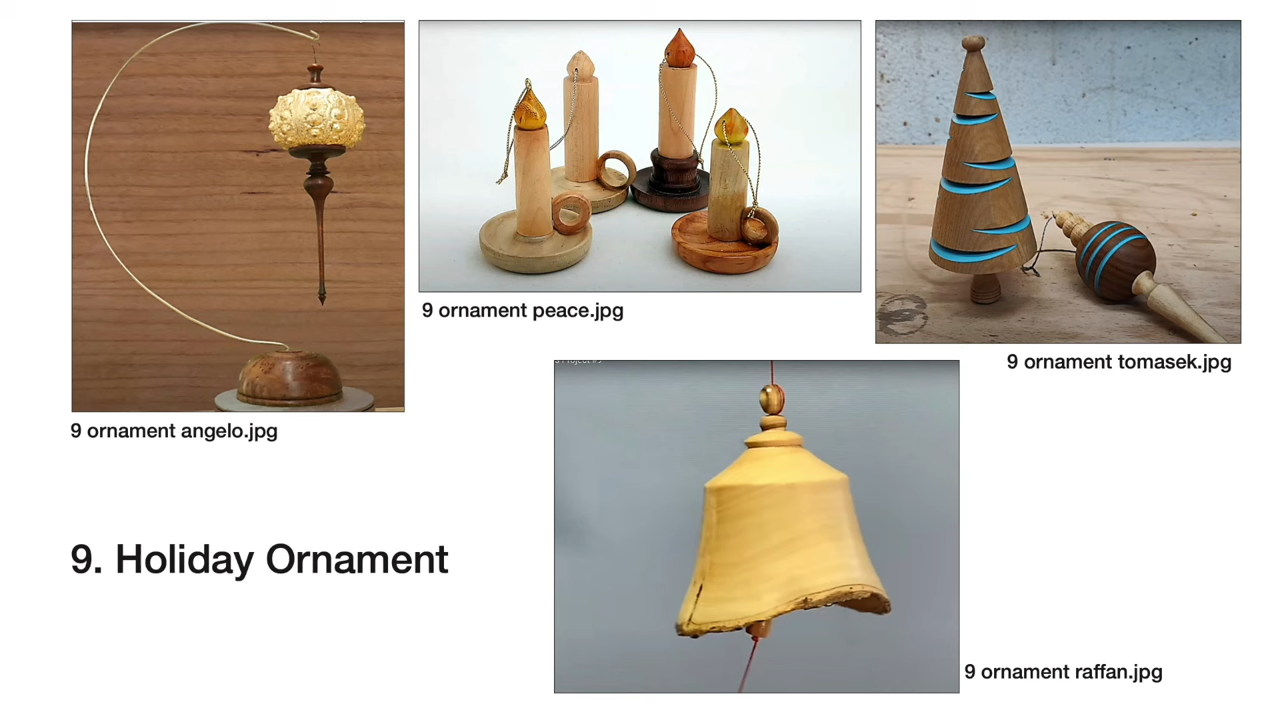 9 ornament angelo.jpg
9 ornament peace.jpg
9 ornament tomasek.jpg
9. Holiday Ornament
9 ornament raffan.jpg